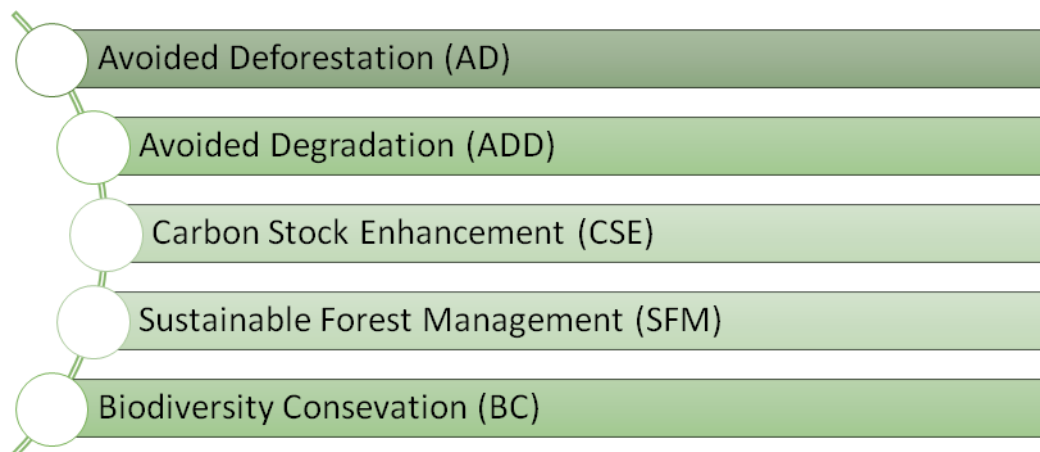 Avoided Deforestation (AD)
Avoided Degradation (ADD)
Carbon Stock Enhancement (CSE)
Sustainable Forest Management (SFM)
Biodiversity Consevation (BC)